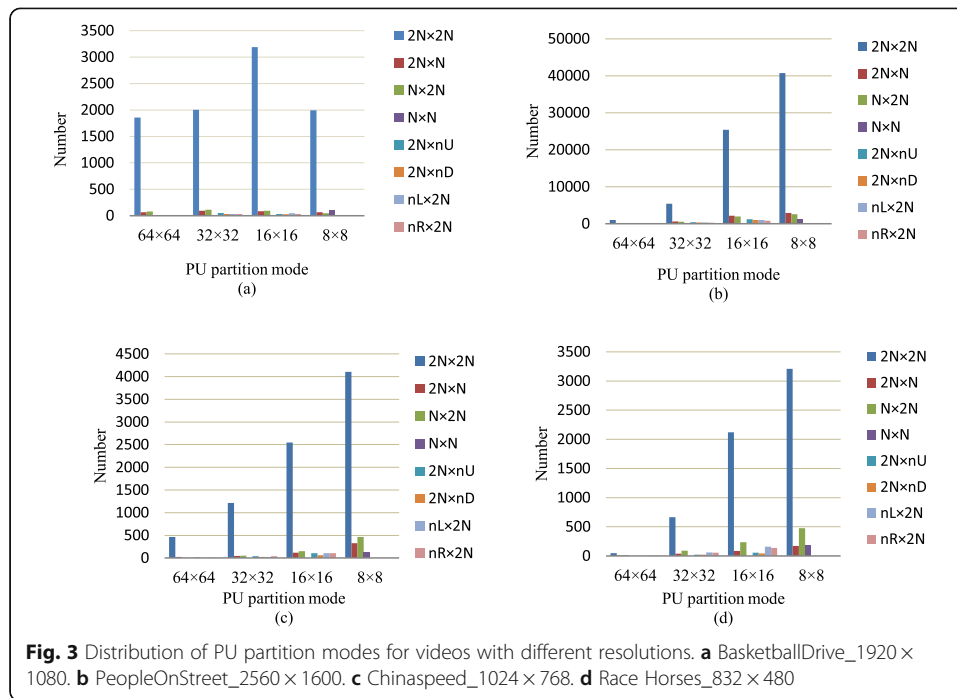 3500
3000
2500
2000
1500
1000
500
0
Number
64×64 32×32 16×16 8×8
PU partition mode
(a)
2N×2N
2N×N
N×2N
N×N
2N×nU
2N×nD
nL×2N
nR×2N
50000
40000
30000
20000
10000
0
Number
64×64 32×32 16×16 8×8
PU partition mode
(b)
2N×2N
2N×N
N×2N
N×N
2N×nU
2N×nD
nL×2N
nR×2N
4500
4000
3500
3000
2500
2000
1500
1000
500
0
Number
64×64 32×32 16×16 8×8
PU partition mode
(c)
2N×2N
2N×N
N×2N
N×N
2N×nU
2N×nD
nL×2N
nR×2N
3500
3000
2500
2000
1500
1000
500
0
Number
64×64 32×32 16×16 8×8
PU partition mode
(d)
2N×2N
2N×N
N×2N
N×N
2N×nU
2N×nD
nL×2N
nR×2N
Fig. 3 Distribution of PU partition modes for videos with different resolutions. a BasketballDrive_1920 ×
1080. b PeopleOnStreet_2560 × 1600. c Chinaspeed_1024 × 768. d Race Horses_832 × 480